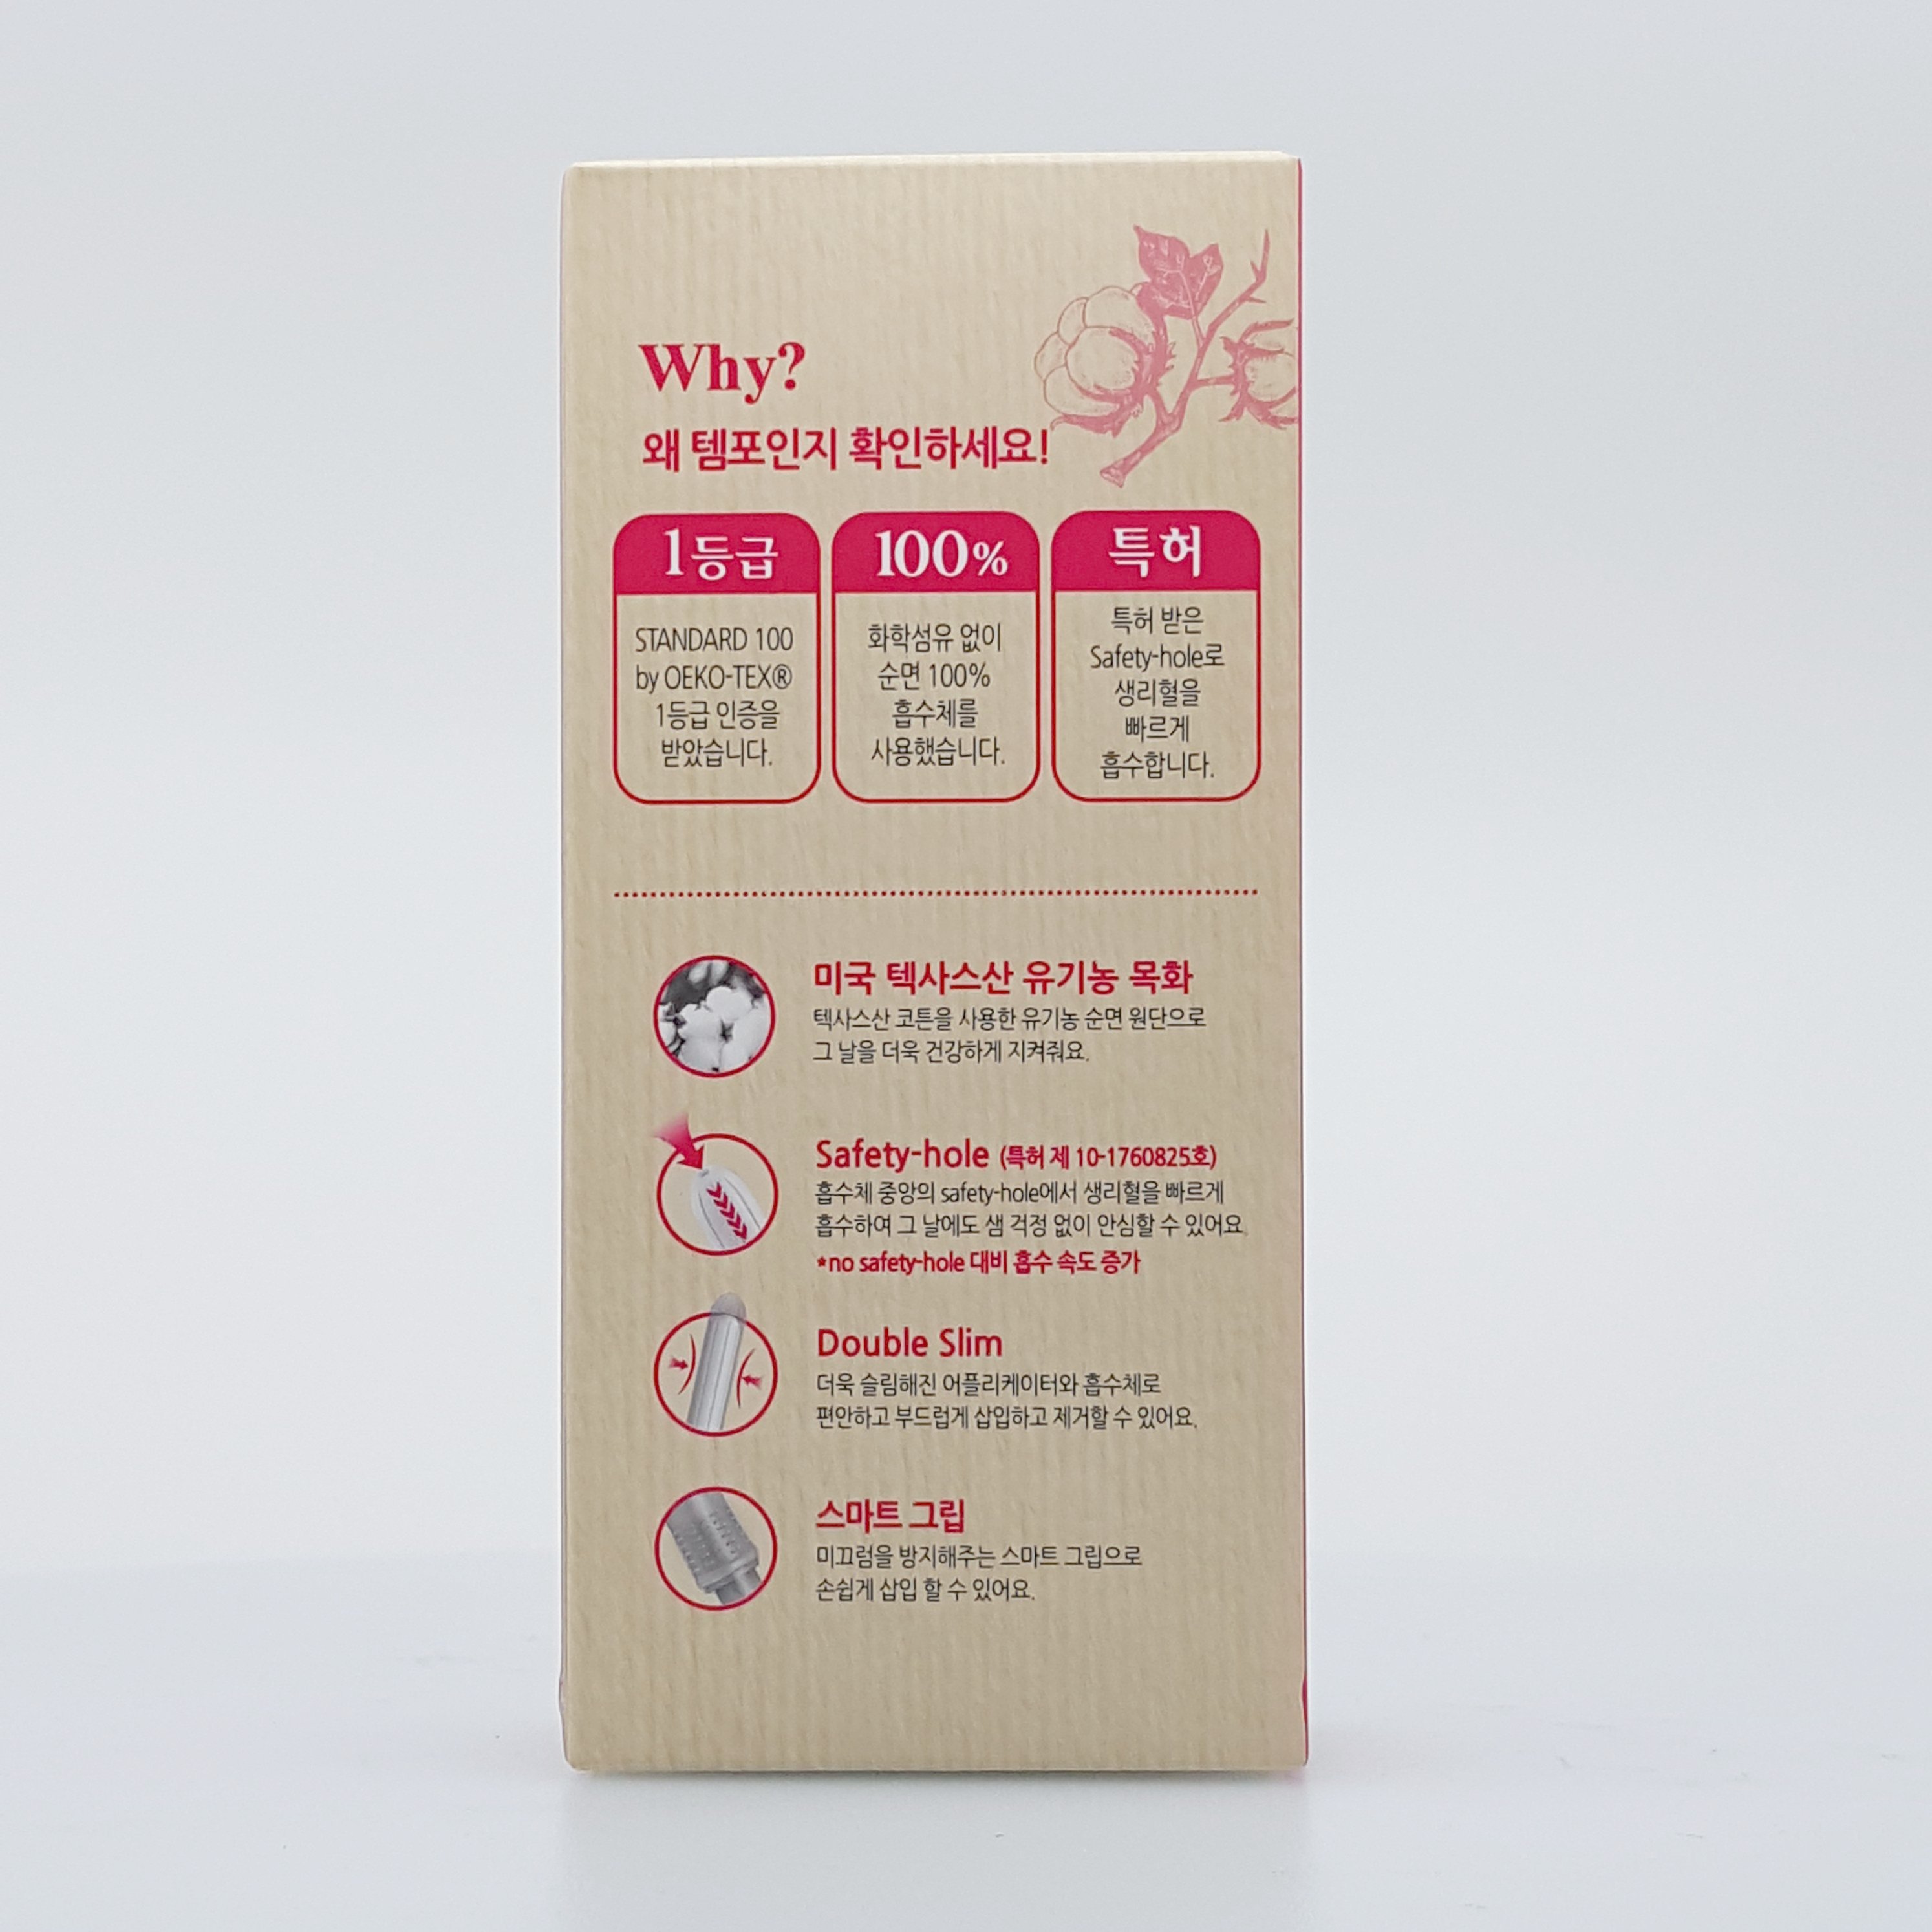 Why?
왜 템포인지 확인하세요!
1등급
STANDARD 100
by OEKO-TEX®
1등급 인증을
받았습니다.
100%
화학섬유 없이
순면 100%
흡수체를
사용했습니다.
특허
특허 받은
Safety-hole로
생리혈을
빠르게
흡수합니다.
미국 텍사스산 유기농 목화
텍사스산 코튼을 사용한 유기농 순면 원단으로
그 날을 더욱 건강하게 지켜줘요.
Safety-hole (특허 제 10-1760825호)
흡수체 중앙의 safety-hole에서 생리혈을 빠르게
흡수하여 그 날에도 샘 걱정 없이 안심할 수 있어요.
*no safety-hole 대비 흡수 속도 증가
Double Slim
더욱 슬림해진 어플리케이터와 흡수체로
편안하고 부드럽게 삽입하고 제거할 수 있어요.
스마트 그립
미끄럼을 방지해주는 스마트 그립으로
손쉽게 삽입 할 수 있어요.